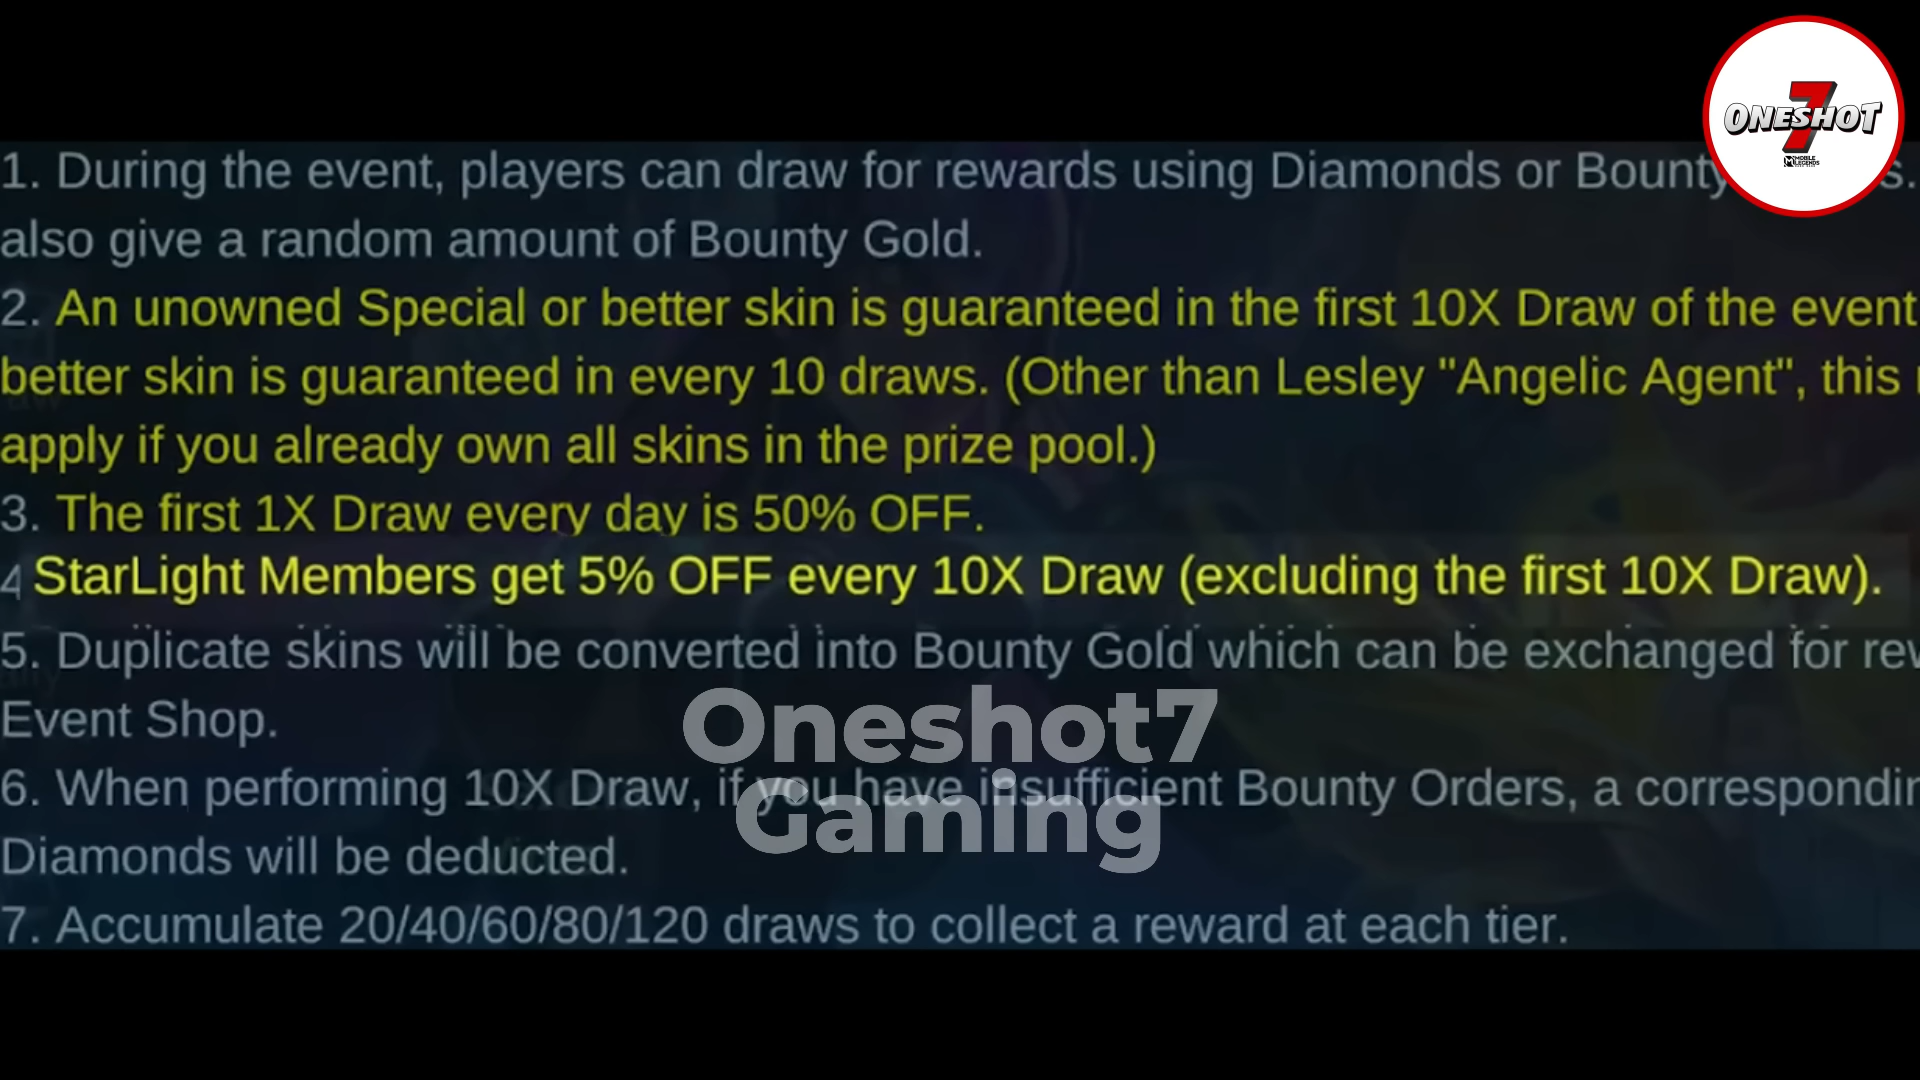 7
ONESHOT
MOBILE
LEGENDS
1. During the event, players can draw for rewards using Diamonds or Bounty
also give a random amount of Bounty Gold.
2. An unowned Special or better skin is guaranteed in the first 10X Draw of the event
better skin is guaranteed in every 10 draws. (Other than Lesley "Angelic Agent", this
apply if you already own all skins in the prize pool.)
3. The first 1X Draw every day is 50% OFF.
4 StarLight Members get 5% OFF every 10X Draw (excluding the first 10X Draw).
5. Duplicate skins will be converted into Bounty Gold which can be exchanged for
Event Shop.
6. When performing 10X Draw, if you have insufficient Bounty Orders, a
Diamonds will be deducted.
7. Accumulate 20/40/60/80/120 draws to collect a reward at each tier.
Oneshot7
Gaming